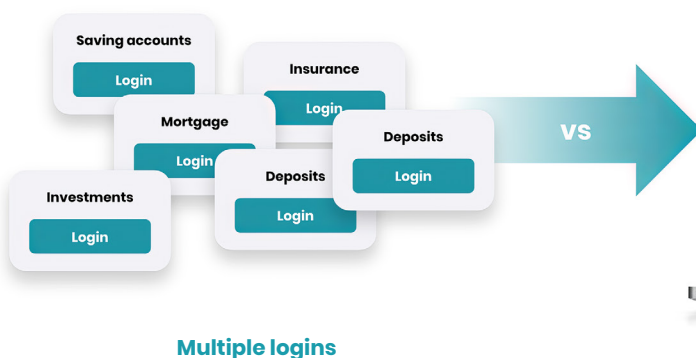 Saving accounts
Login
Insurance
Login
Mortgage
Login
Deposits
Login
Deposits
Login
Investments
Login
vs
Multiple logins